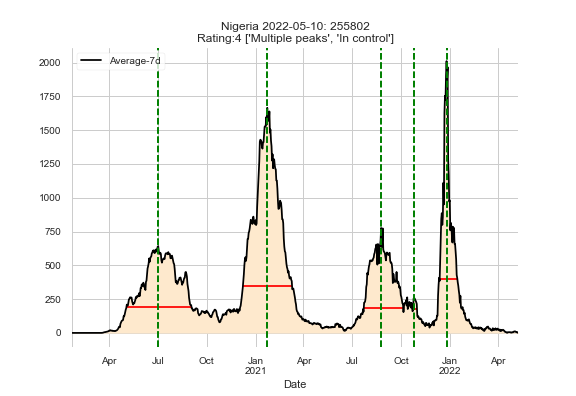 Nigeria 2022-05-10: 255802
Rating:4 ['Multiple peaks', 'In control']
Average-7d
2000
1750
1500
1250
1000
750
500
250
0
Apr Jul Oct Jan Apr Jul Oct Jan Apr
2021 2022
Date